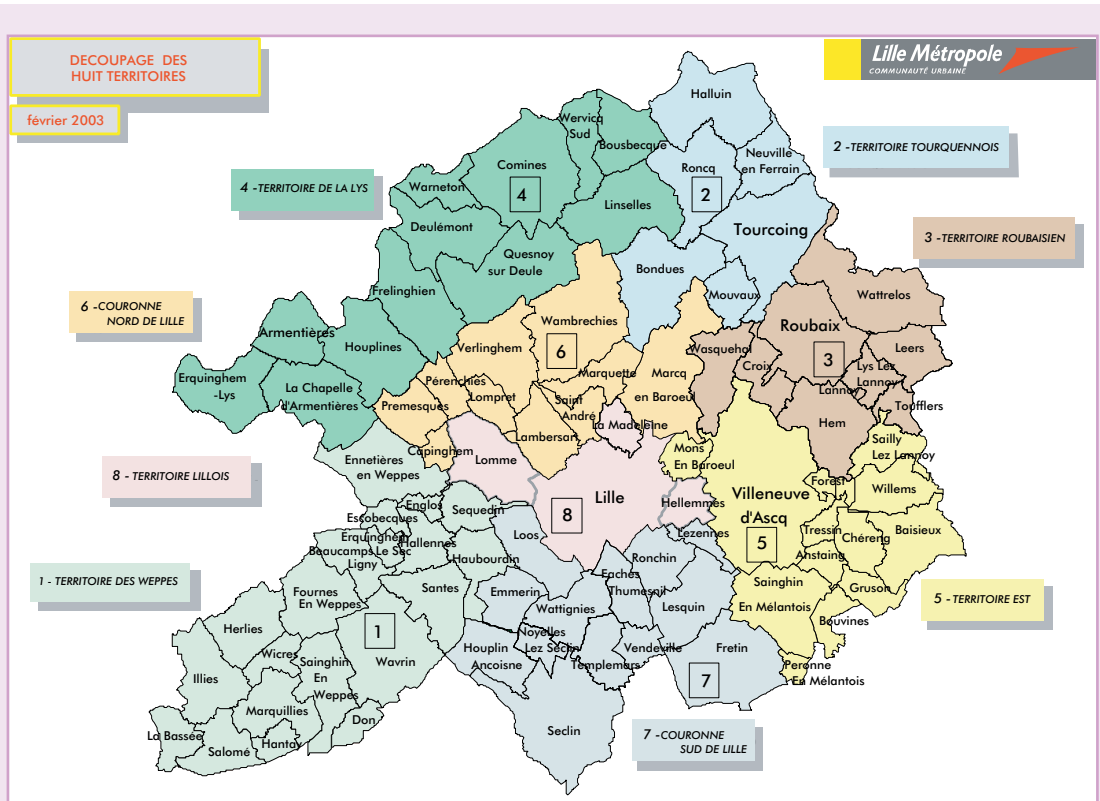 DECOUPAGE DES
HUIT TERRITOIRES
février 2003
Lille Métropole
COMMUNAUTÉ URBAINE
2 -TERRITOIRE TOURQUENNOIS
4 -TERRITOIRE DE LA LYS
3 -TERRITOIRE ROUBAISIEN
6 -COURONNE
NORD DE LILLE
8 - TERRITOIRE LILLOIS
1 - TERRITOIRE DES WEPPES
5 - TERRITOIRE EST
7 -COURONNE
SUD DE LILLE
Halluin
Neuville
en Ferrain
Roncq
2
Tourcoing
Bondues
Mouvaux
Wervicq
Sud
Bousbecque
Comines
4
Warneton
Linselles
Deulémont
Quesnoy
sur Deule
Frelinghien
Armentières
Houplines
Erquinghem
-Lys
La Chapelle
d'Armentières
Wambrechies
6
Verlinghem
Marquette
Pérenchies
Lompret
Premesques
Saint
André
Marcq
en Baroeul
Lambersart
Capinghem
Wattrelos
Roubaix
3
Wasquehal
Croix
Leers
Lys Lez
Lannoy
Lannoy
Toufflers
Hem
La Madeleine
Lomme
Lille
8
Hellemmes
Mons
En Baroeul
Sailly
Lez Lannoy
Forest
Willems
Villeneuve
d'Ascq
5
Tressin
Chéreng
Baisieux
Anstaing
Sainghin
En Mélantois
Gruson
Bouvines
Peronne
En Mélantois
Ennetières
en Weppes
Englos
Sequedin
Escobecques
Erquinghem
Le Sec
Hallennes
Beaucamps
Ligny
Haubourdin
Fournes
En Weppes
Santes
1
Herlies
Wicres
Sainghin
En
Weppes
Wavrin
Illies
Marquillies
Don
La Bassée
Salomé
Hantay
Loos
Lezennes
Ronchin
Faches
Thumesnil
Emmerin
Wattignies
Lesquin
Noyelles
Lez Seclin
Houplin
Ancoisne
Vendeville
Templemars
Fretin
7
Seclin